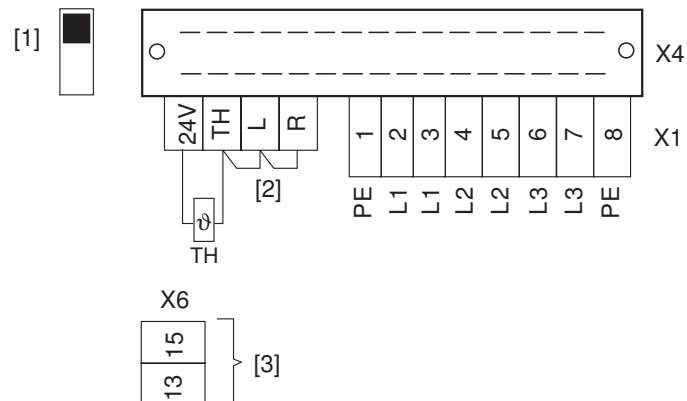 [1]
X4
24V TH L R 1 2 3 4 5 6 7 8 X1
[2]
PE L1 L1 L2 L2 L3 L3 PE
ϑ
TH
X6
15
[3]
13